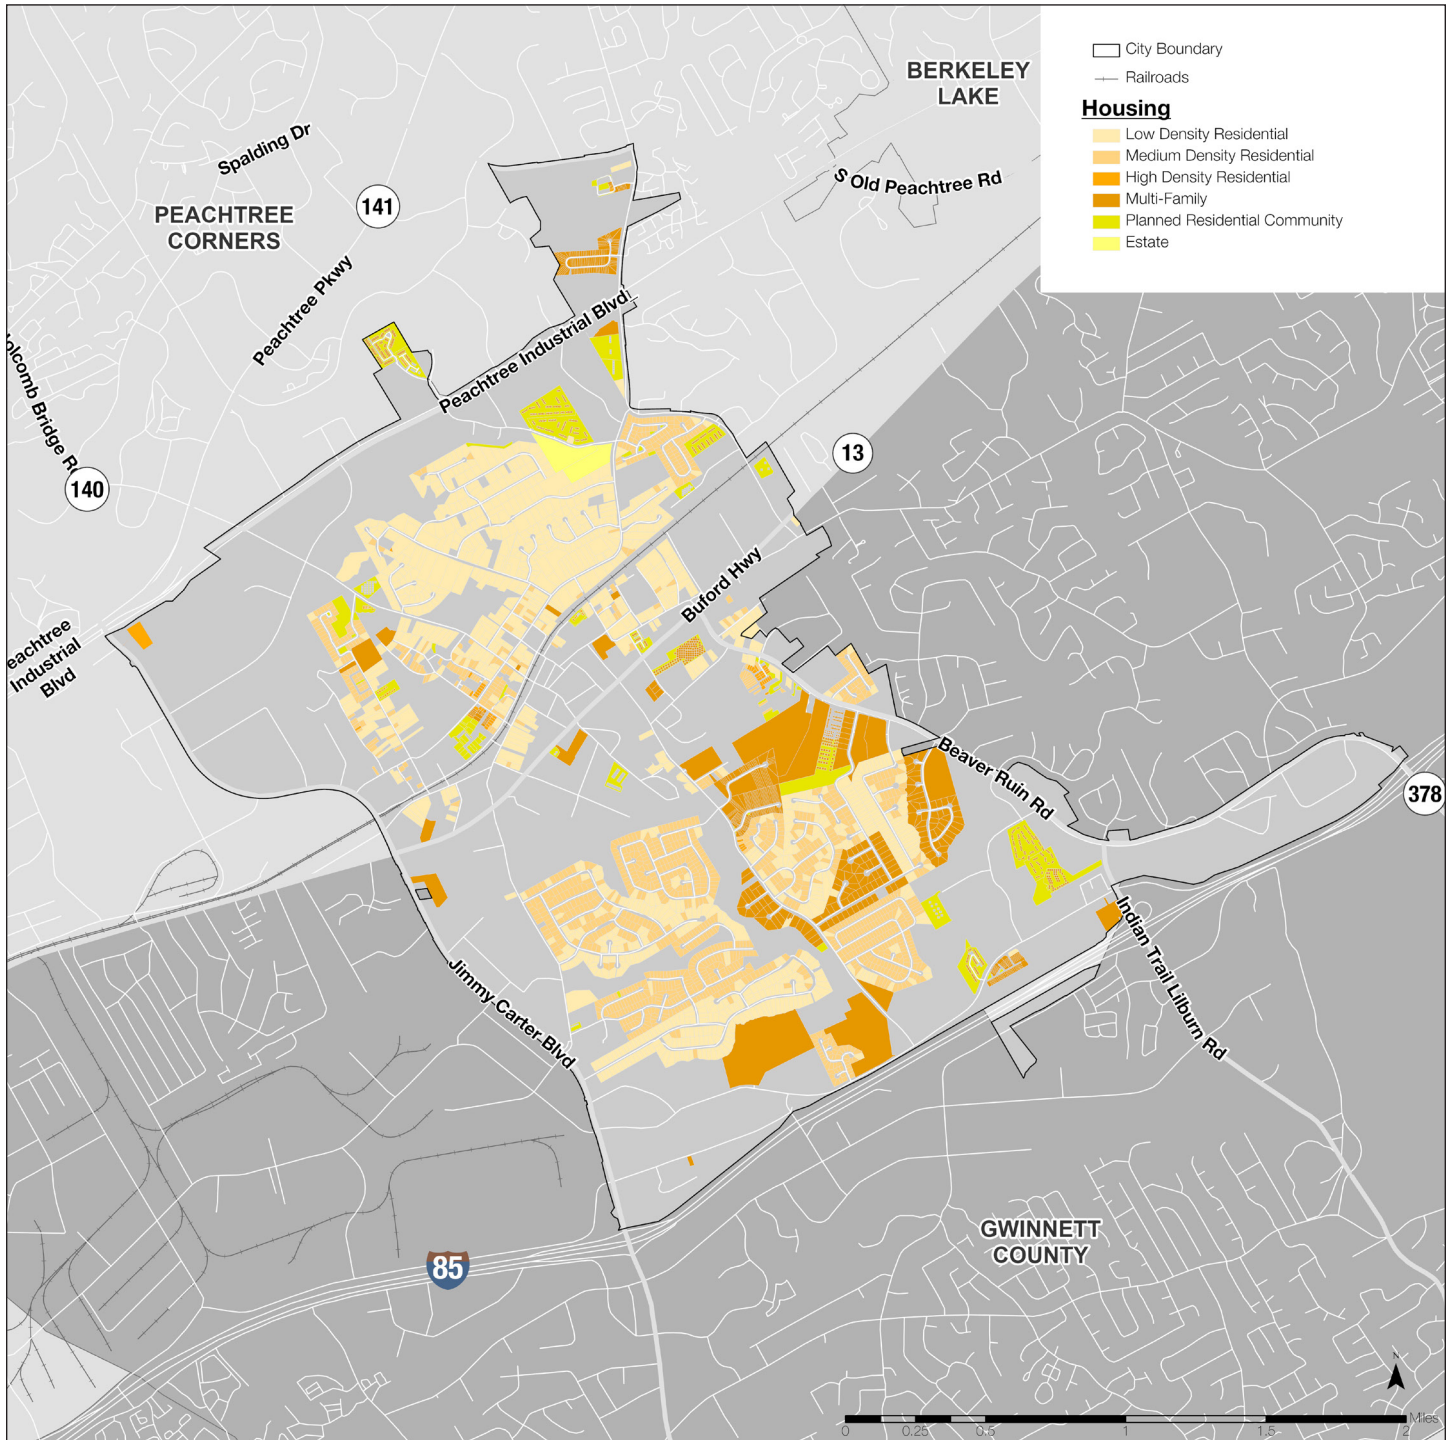 City Boundary
Railroads
Housing
Low Density Residential
Medium Density Residential
High Density Residential
Multi-Family
Planned Residential Community
Estate
BERKELEY
LAKE
Spalding Dr
S Old Peachtree Rd
141
PEACHTREE
CORNERS
Peachtree Pkwy
Peachtree Industrial Blvd
olcomb Bridge R
13
140
Buford Hwy
eachtree
Industrial
Blvd
Beaver Ruin Rd
378
Indian Trail Lilburn Rd
Jimmy Carter Blvd
GWINNETT
COUNTY
85
N
Miles
0 0.25 0.5 1 1.5 2